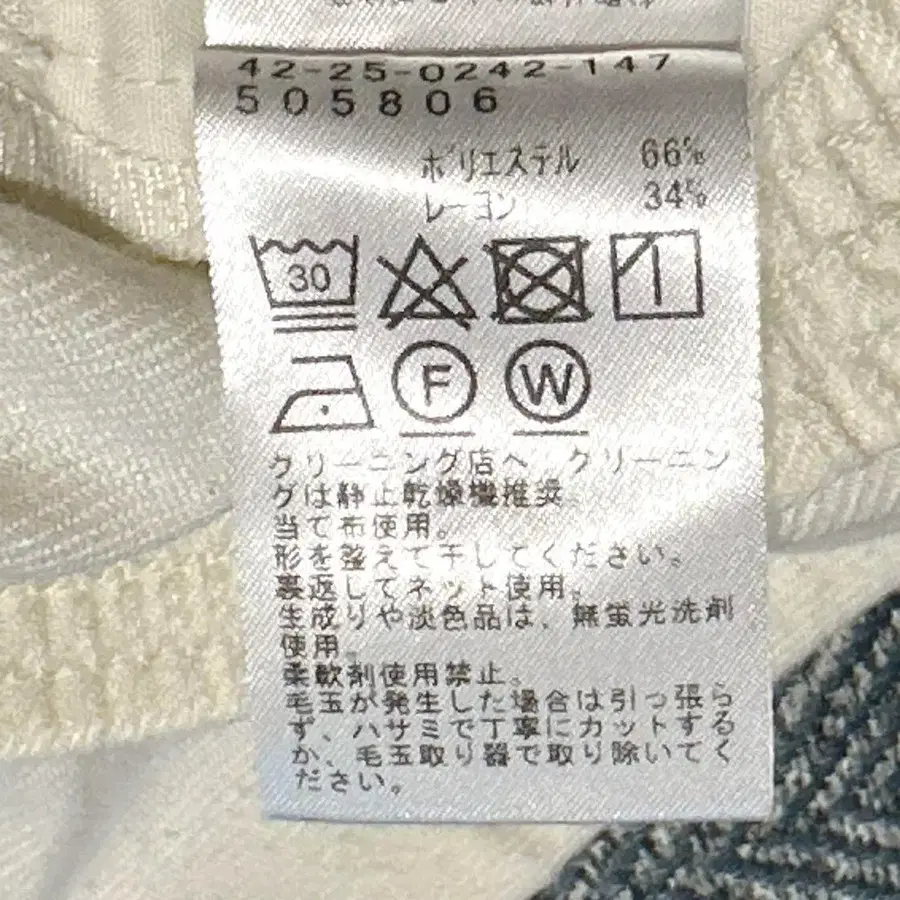 42-25-0242-147
505806
ポリエステル 66%
レーヨン 34%
30
F W
クリーニング店へ クリーニン
グは静止乾燥機推奨
当て布使用。
形を整えて干してください。
裏返してネット使用。
生成りや淡色品は、無蛍光洗剤
使用。
柔軟剤使用禁止。
毛玉が発生した場合は引っ張ら
ず、ハサミで丁寧にカットする
か、毛玉取り器で取り除いてく
ださい。